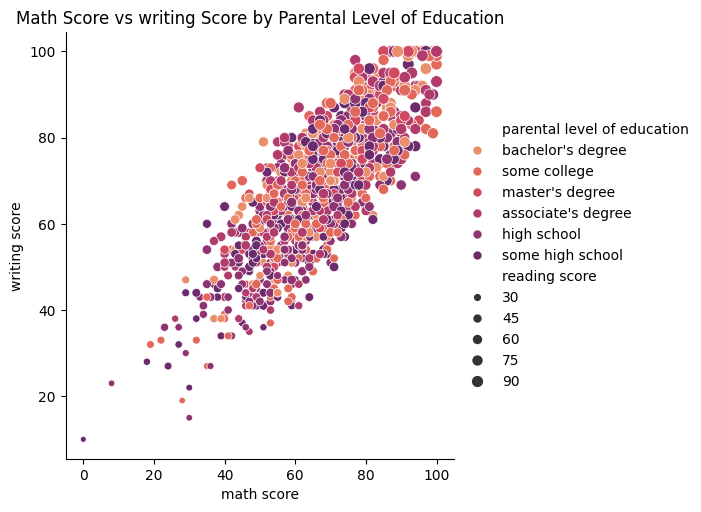 Math Score vs writing Score by Parental Level of Education
100
80
60
40
20
writing score
0 20 40 60 80 100
math score
parental level of education
bachelor's degree
some college
master's degree
associate's degree
high school
some high school
reading score
30
45
60
75
90